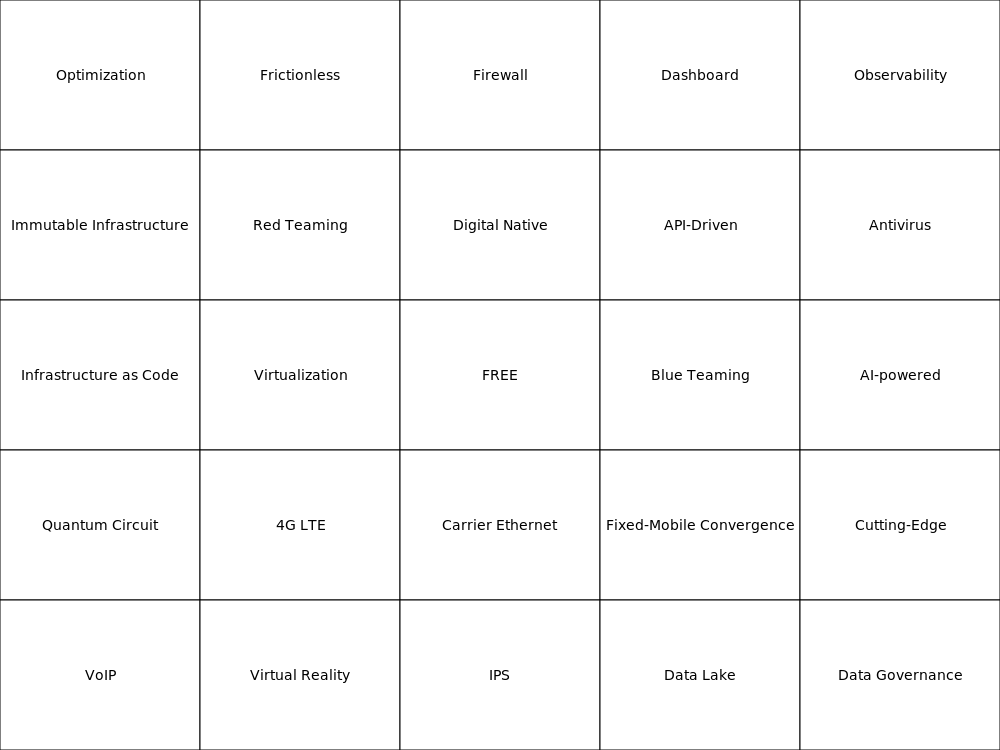 Optimization
Frictionless
Firewall
Dashboard
Observability
Immutable Infrastructure
Red Teaming
Digital Native
API-Driven
Antivirus
Infrastructure as Code
Virtualization
FREE
Blue Teaming
AI-powered
Quantum Circuit
4G LTE
Carrier Ethernet
Fixed-Mobile Convergence
Cutting-Edge
VoIP
Virtual Reality
IPS
Data Lake
Data Governance